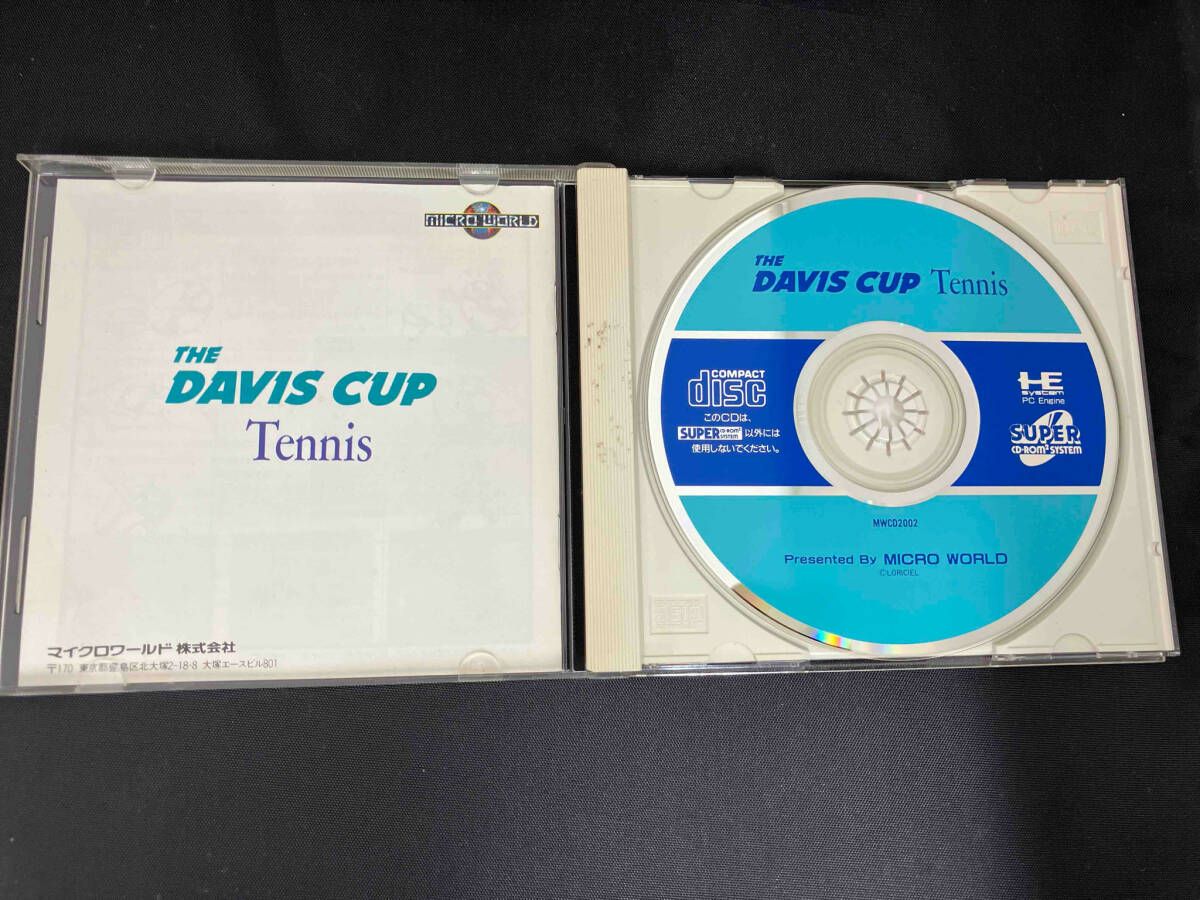 MICRO WORLD
THE
DAVIS CUP
Tennis
マイクロワールド株式会社
〒170 東京都豊島区北大塚2-18-8 大塚エースビル801
THE
DAVIS CUP Tennis
COMPACT
disc
このCDは、
SUPER CD-ROM² SYSTEM 以外には
使用しないでください。
HE
system
PC Engine
SUPER
CD-ROM² SYSTEM
MWCD2002
Presented By MICRO WORLD
C LORICIEL